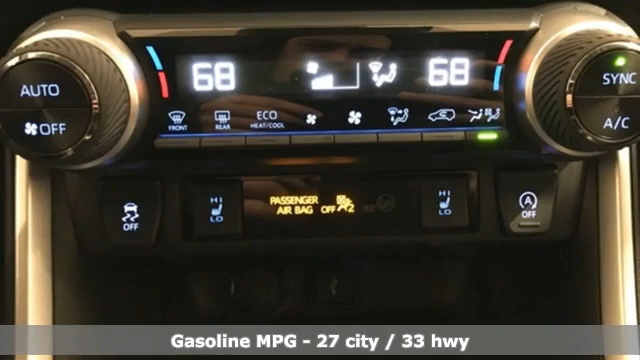 68 68
AUTO SYNC
OFF A/C
FRONT REAR ECO HEAT/COOL
HI LO PASSENGER AIR BAG OFF 2 HI LO
OFF A OFF
Gasoline MPG - 27 city / 33 hwy